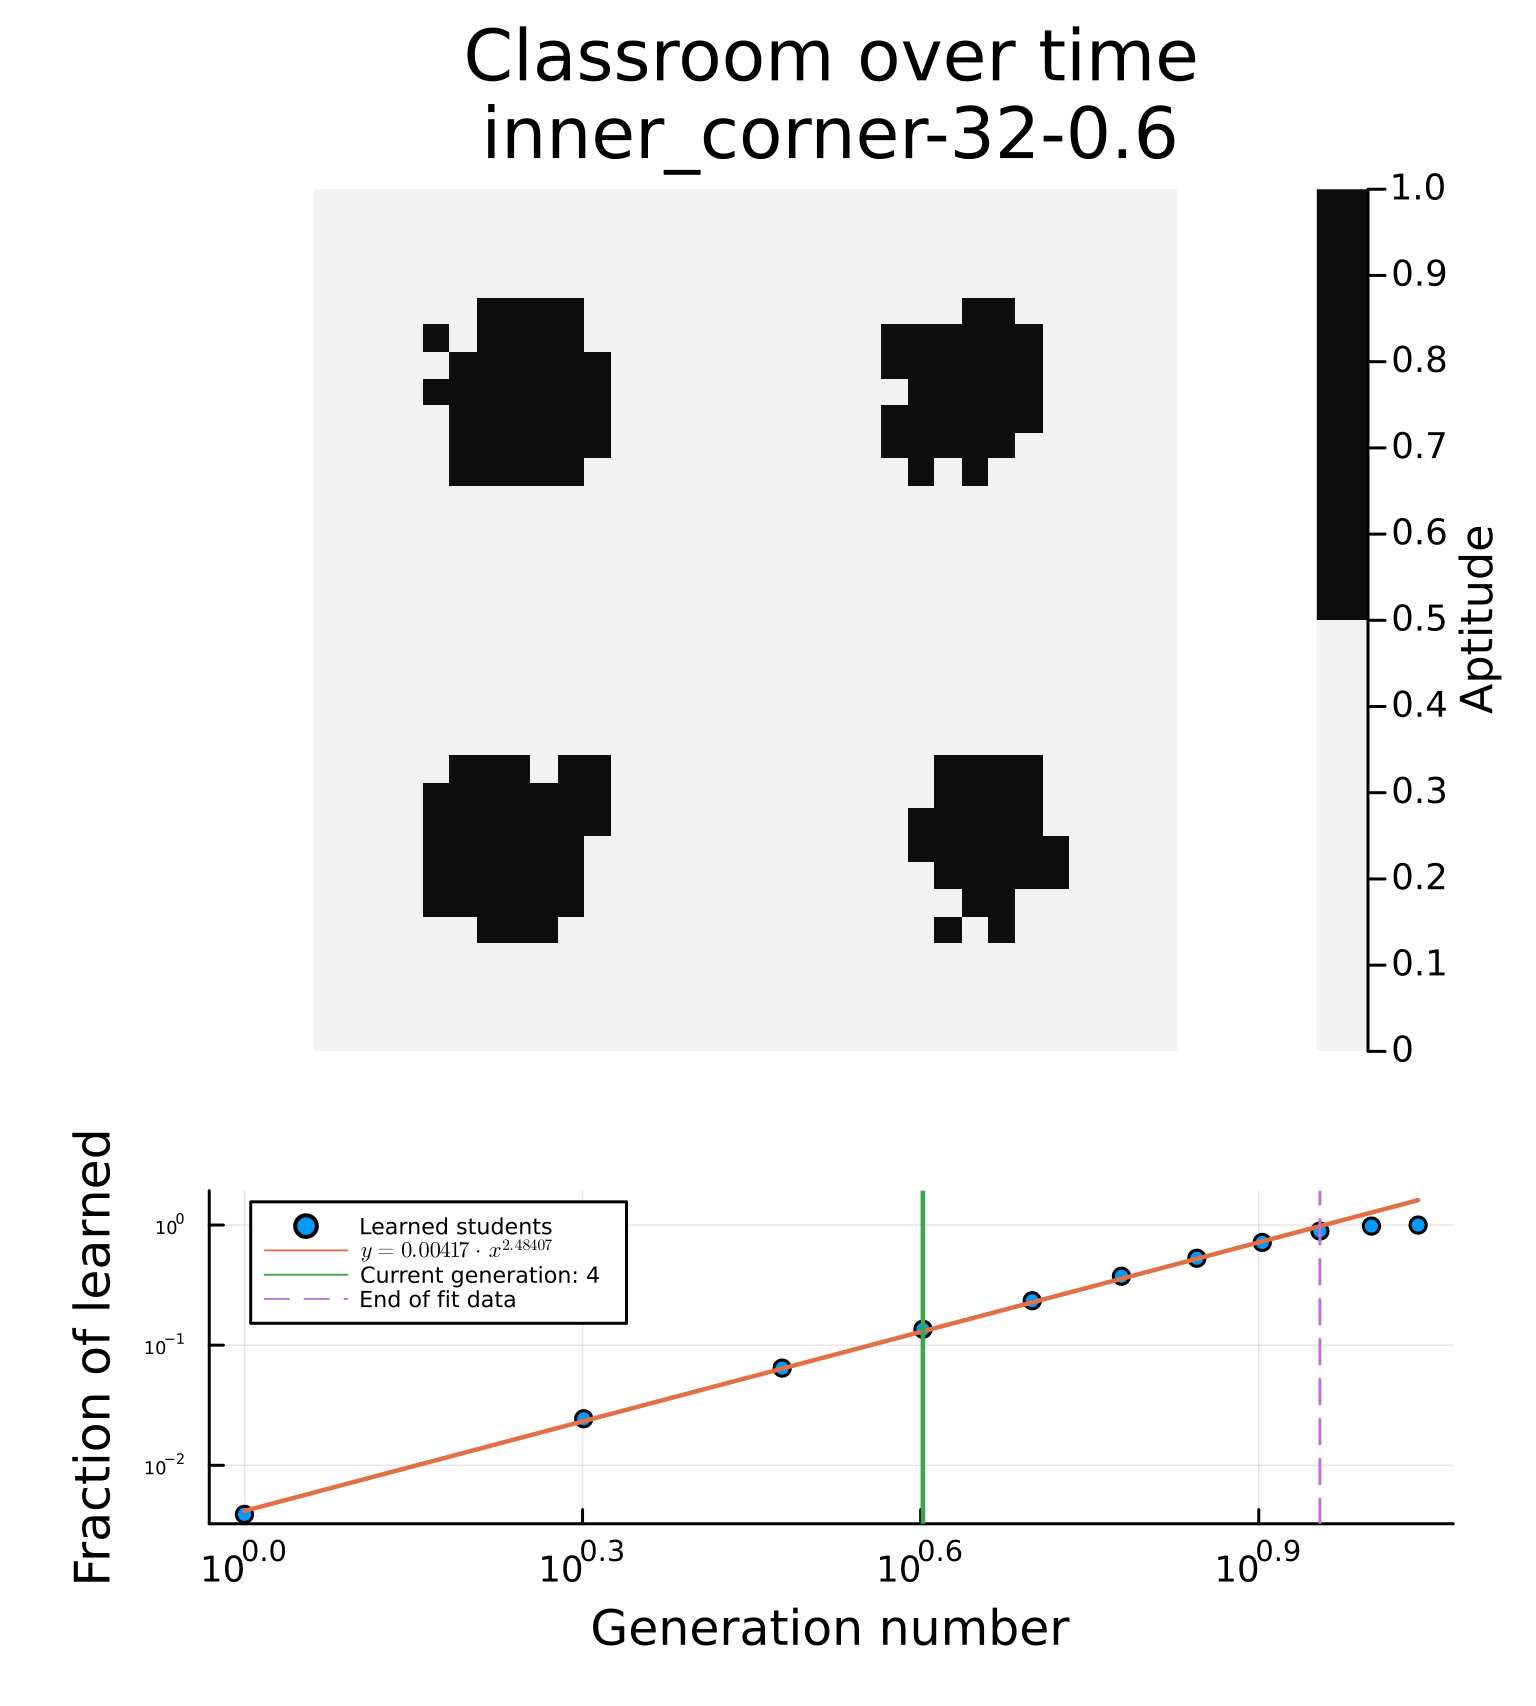 Classroom over time
inner_corner-32-0.6
1.0
0.9
0.8
0.7
0.6
0.5
0.4
0.3
0.2
0.1
0
Aptitude
Fraction of learned
10^0
10^−1
10^−2
Learned students
y = 0.00417 · x^2.48407
Current generation: 4
End of fit data
10^0.0 10^0.3 10^0.6 10^0.9
Generation number